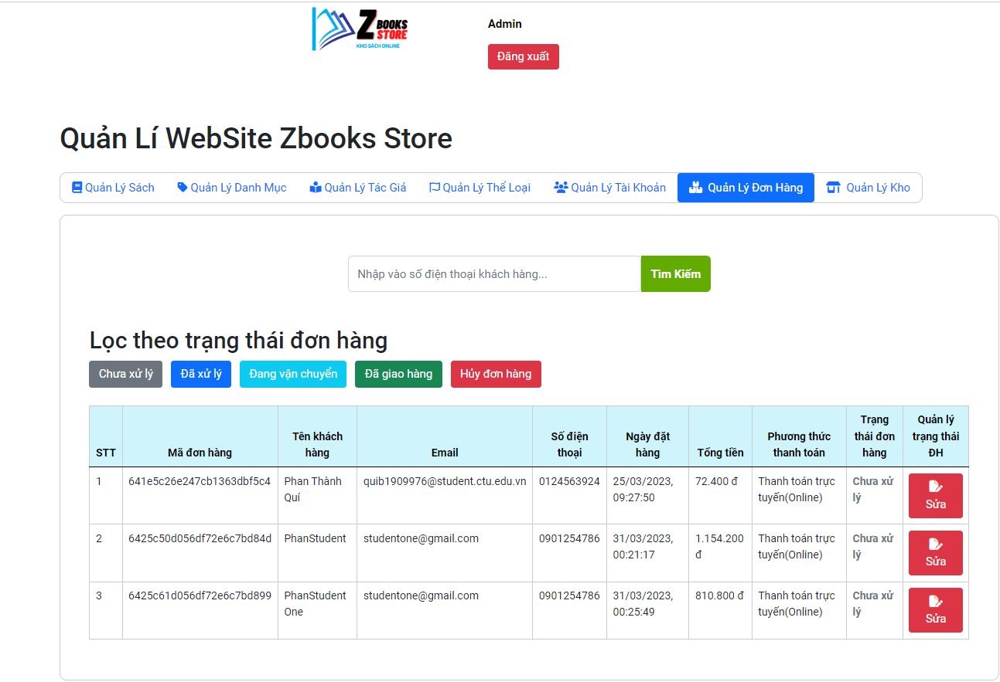 Z BOOKS
STORE
KHO SÁCH ONLINE
Admin
Đăng xuất
Quản Lí WebSite Zbooks Store
Quản Lý Sách Quản Lý Danh Mục Quản Lý Tác Giả Quản Lý Thể Loại Quản Lý Tài Khoản Quản Lý Đơn Hàng Quản Lý Kho
Nhập vào số điện thoại khách hàng... Tìm Kiếm
Lọc theo trạng thái đơn hàng
Chưa xử lý Đã xử lý Đang vận chuyển Đã giao hàng Hủy đơn hàng
Trạng Quản lý
Tên khách Số điện Ngày đặt Phương thức thái đơn trạng thái
STT Mã đơn hàng hàng Email thoại hàng Tổng tiền thanh toán hàng ĐH
1 641e5c26e247cb1363dbf5c4 Phan Thành quib1909976@student.ctu.edu.vn 0124563924 25/03/2023, 72.400 đ Thanh toán trực Chưa xử
Quí 09:27:50 tuyến(Online) lý
Sửa
2 6425c50d056df72e6c7bd84d PhanStudent studentone@gmail.com 0901254786 31/03/2023, 1.154.200 Thanh toán trực Chưa xử
00:21:17 đ tuyến(Online) lý
Sửa
3 6425c61d056df72e6c7bd899 PhanStudent studentone@gmail.com 0901254786 31/03/2023, 810.800 đ Thanh toán trực Chưa xử
One 00:25:49 tuyến(Online) lý
Sửa